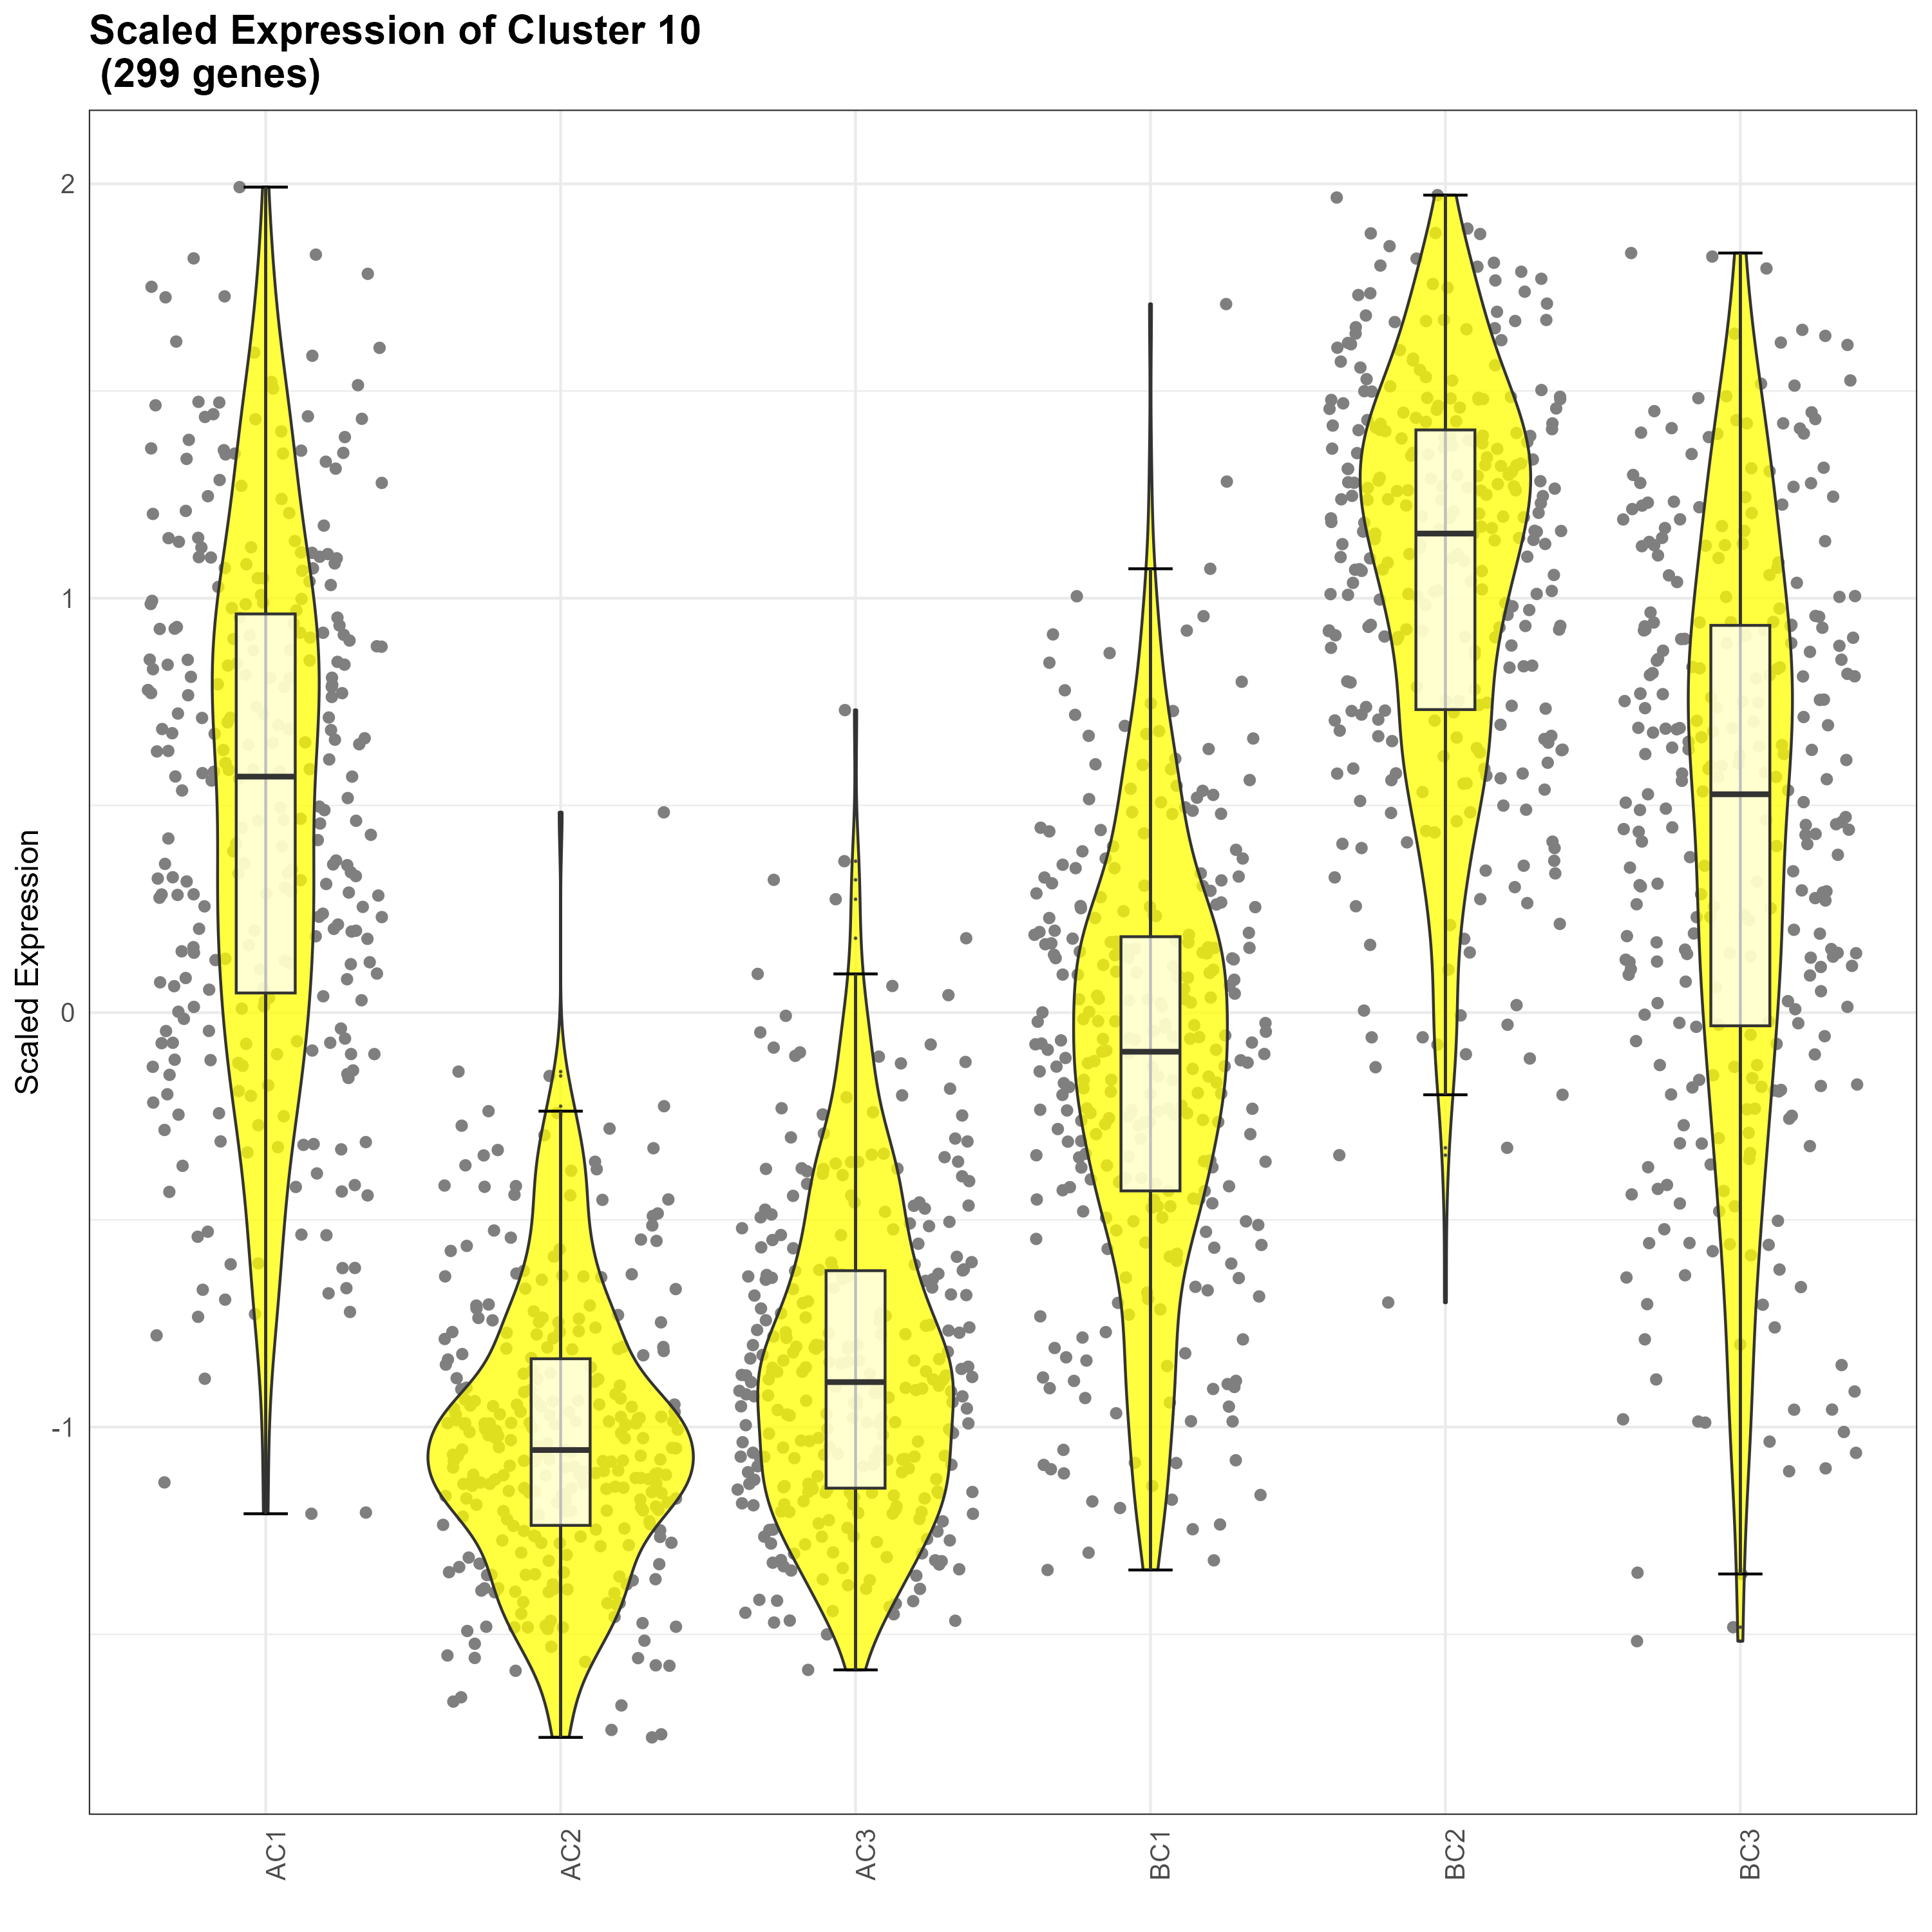 Scaled Expression of Cluster 10
(299 genes)
Scaled Expression
2
1
0
-1
AC1
AC2
AC3
BC1
BC2
BC3